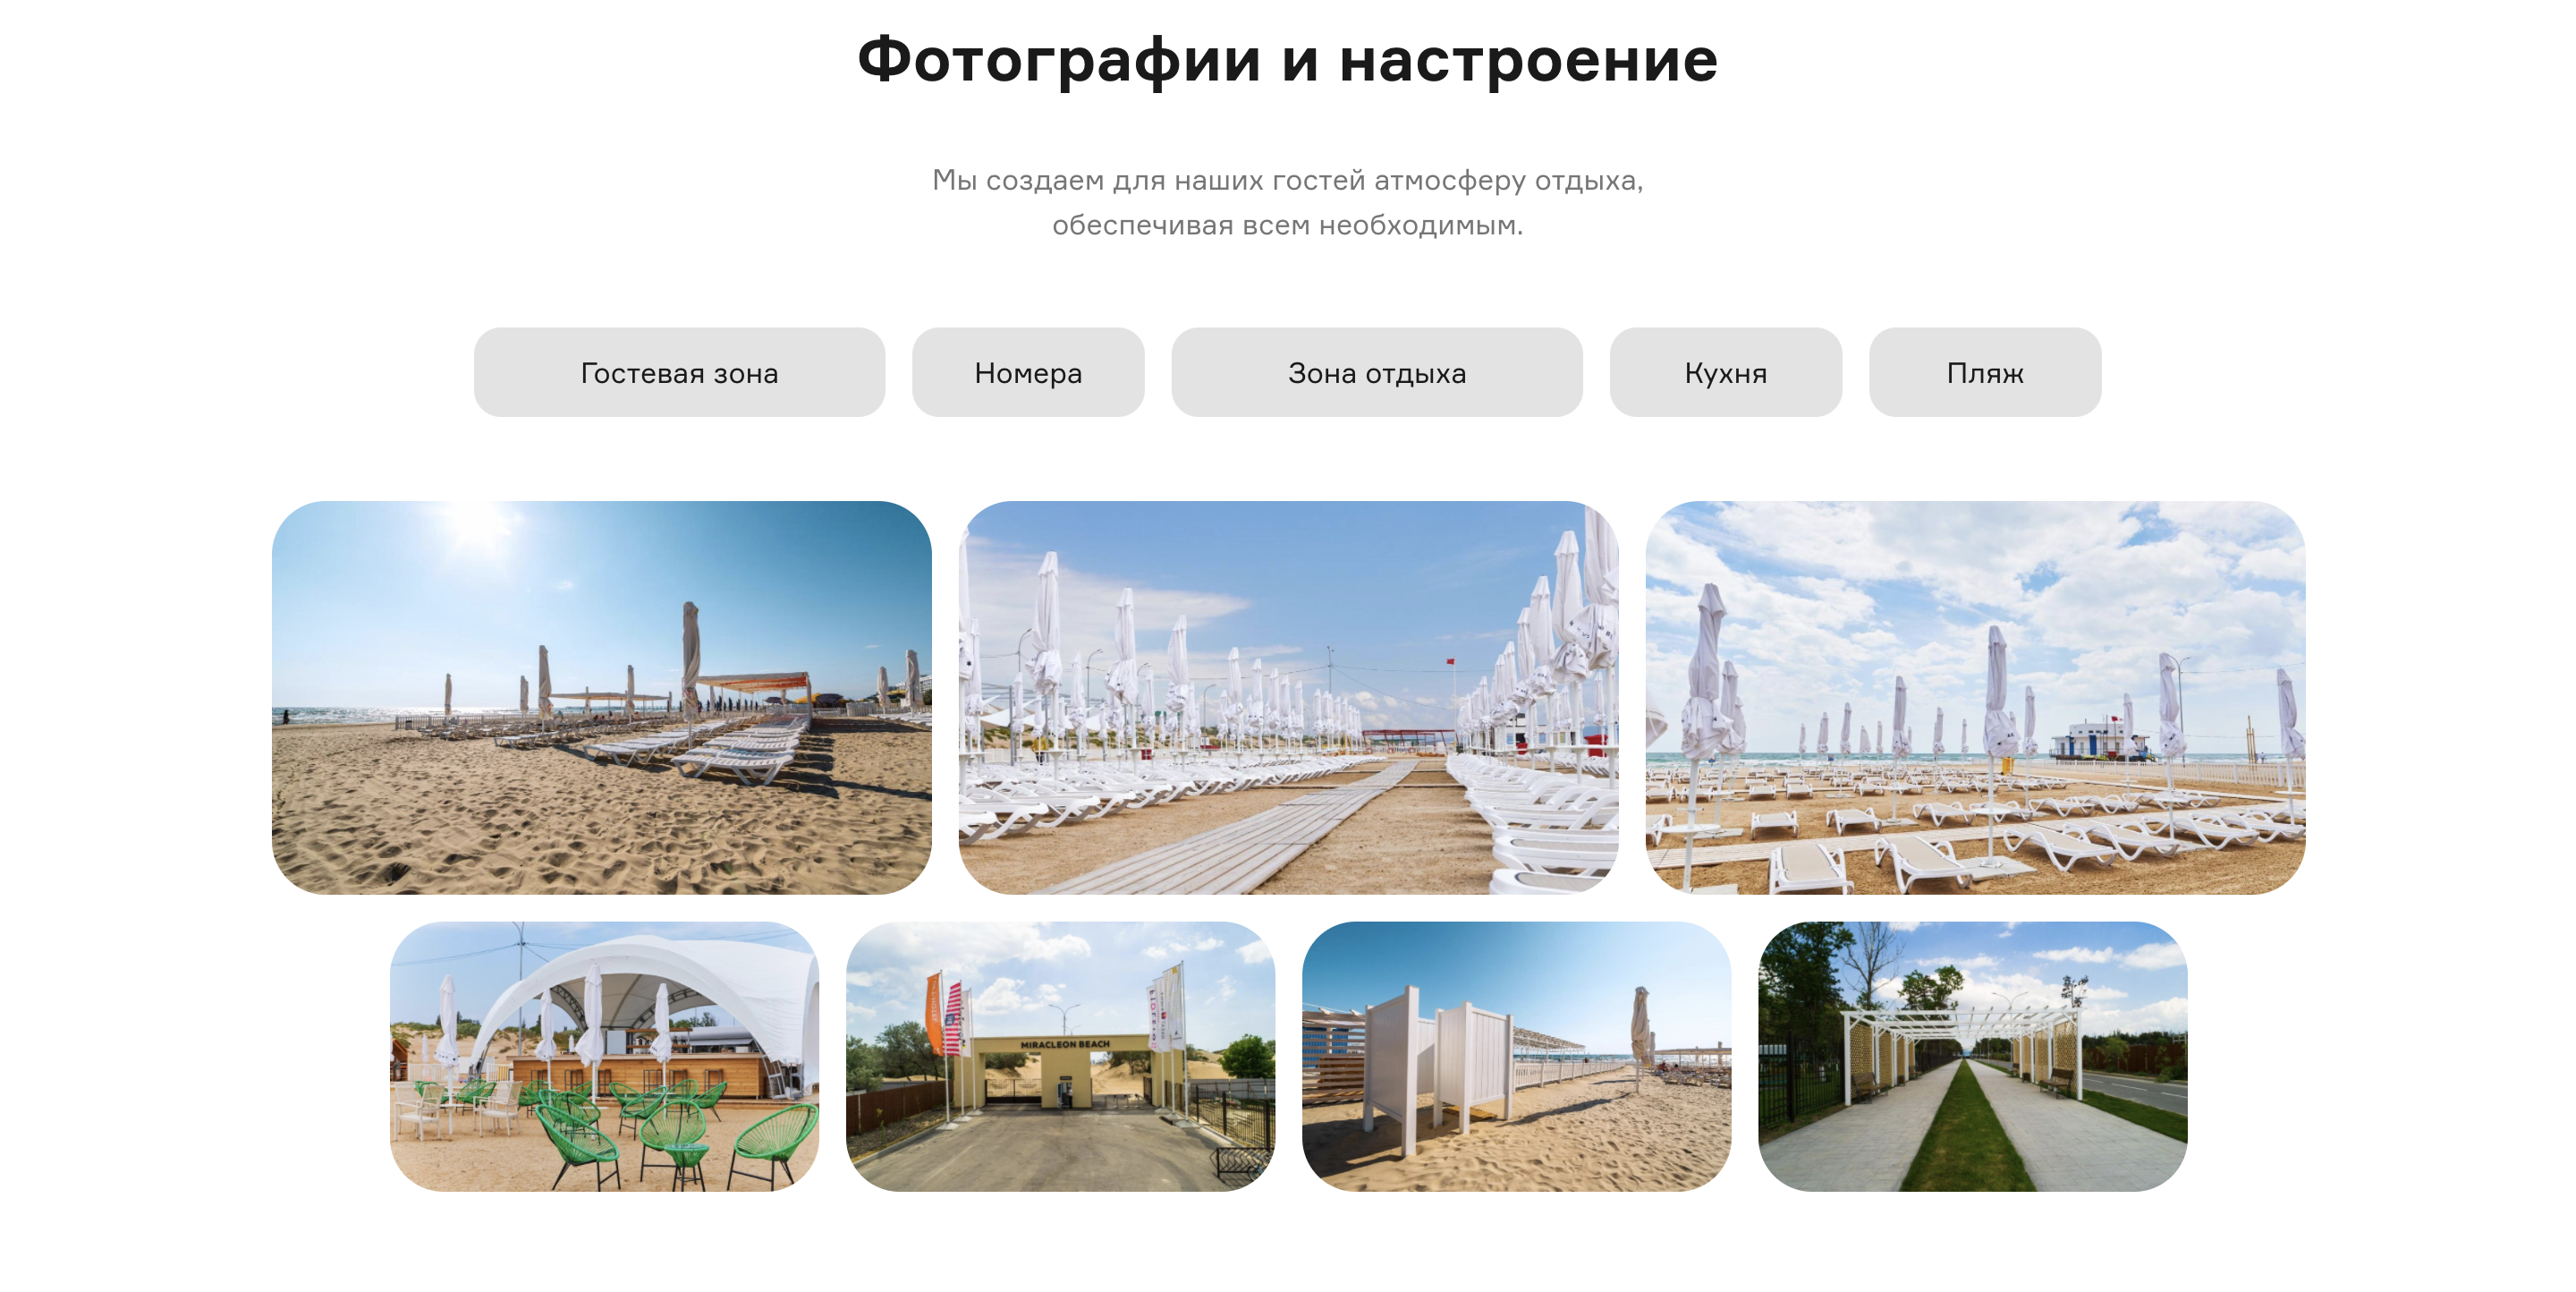 Фотографии и настроение
Мы создаем для наших гостей атмосферу отдыха,
обеспечивая всем необходимым.
Гостевая зона
Номера
Зона отдыха
Кухня
Пляж
MIRACLEON BEACH